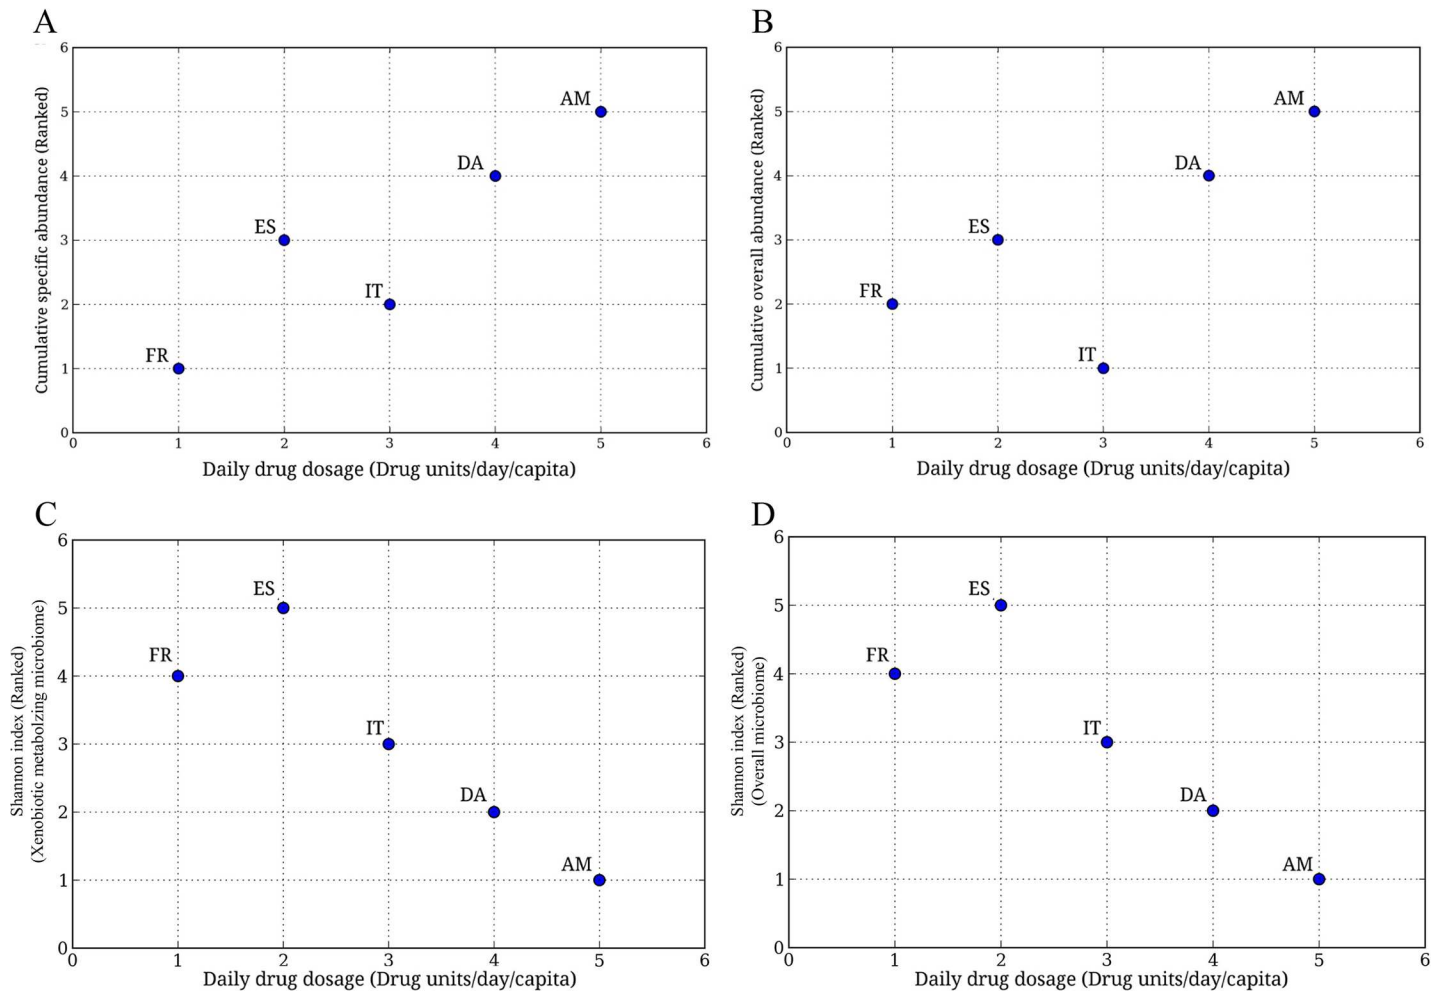 A
B
6
5
4
3
2
1
0
Cumulative specific abundance (Ranked)
AM
DA
ES
IT
FR
0 1 2 3 4 5 6
Daily drug dosage (Drug units/day/capita)
6
5
4
3
2
1
0
Cumulative overall abundance (Ranked)
AM
DA
ES
FR
IT
0 1 2 3 4 5 6
Daily drug dosage (Drug units/day/capita)
C
D
6
5
4
3
2
1
0
Shannon index (Ranked)
(Xenobiotic metabolzing microbiome)
ES
FR
IT
DA
AM
0 1 2 3 4 5 6
Daily drug dosage (Drug units/day/capita)
6
5
4
3
2
1
0
Shannon index (Ranked)
(Overall microbiome)
ES
FR
IT
DA
AM
0 1 2 3 4 5 6
Daily drug dosage (Drug units/day/capita)